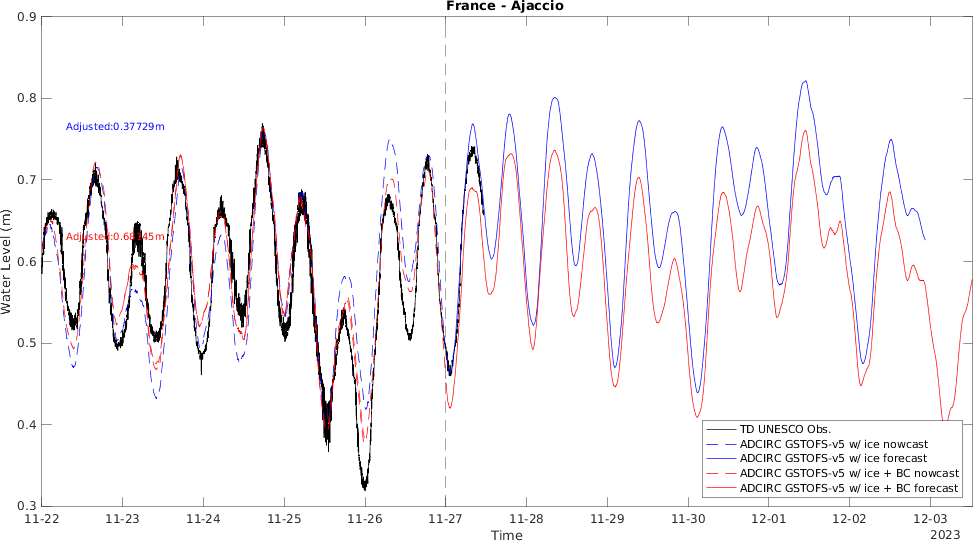 France - Ajaccio
0.9
0.8
0.7
0.6
0.5
0.4
0.3
Water Level (m)
Adjusted:0.37729m
TD UNESCO Obs.
ADCIRC GSTOFS-v5 w/ ice nowcast
ADCIRC GSTOFS-v5 w/ ice forecast
ADCIRC GSTOFS-v5 w/ ice + BC nowcast
ADCIRC GSTOFS-v5 w/ ice + BC forecast
11-22 11-23 11-24 11-25 11-26 11-27 11-28 11-29 11-30 12-01 12-02 12-03
Time
2023